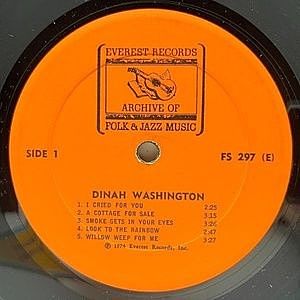 EVEREST RECORDS
ARCHIVE OF
FOLK & JAZZ MUSIC
SIDE 1
FS 297 (E)
DINAH WASHINGTON
1. I CRIED FOR YOU 2:25
2. A COTTAGE FOR SALE 3:15
3. SMOKE GETS IN YOUR EYES 3:26
4. LOOK TO THE RAINBOW 2:47
5. WILLOW WEEP FOR ME 3:27
Ⓟ 1974 Everest Records, Inc.